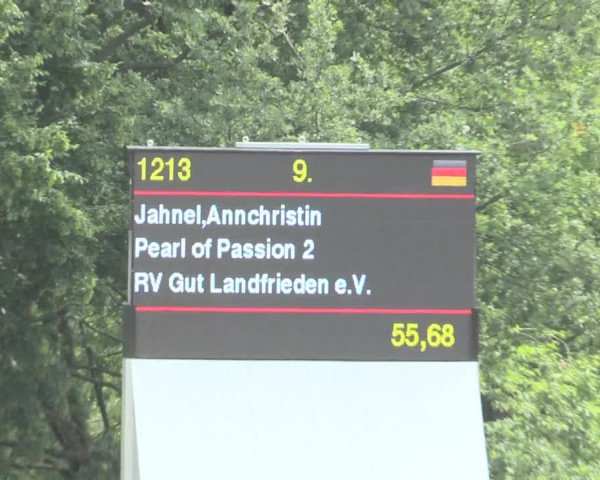 1213 9.
Jahnel,Annchristin
Pearl of Passion 2
RV Gut Landfrieden e.V.
55,68